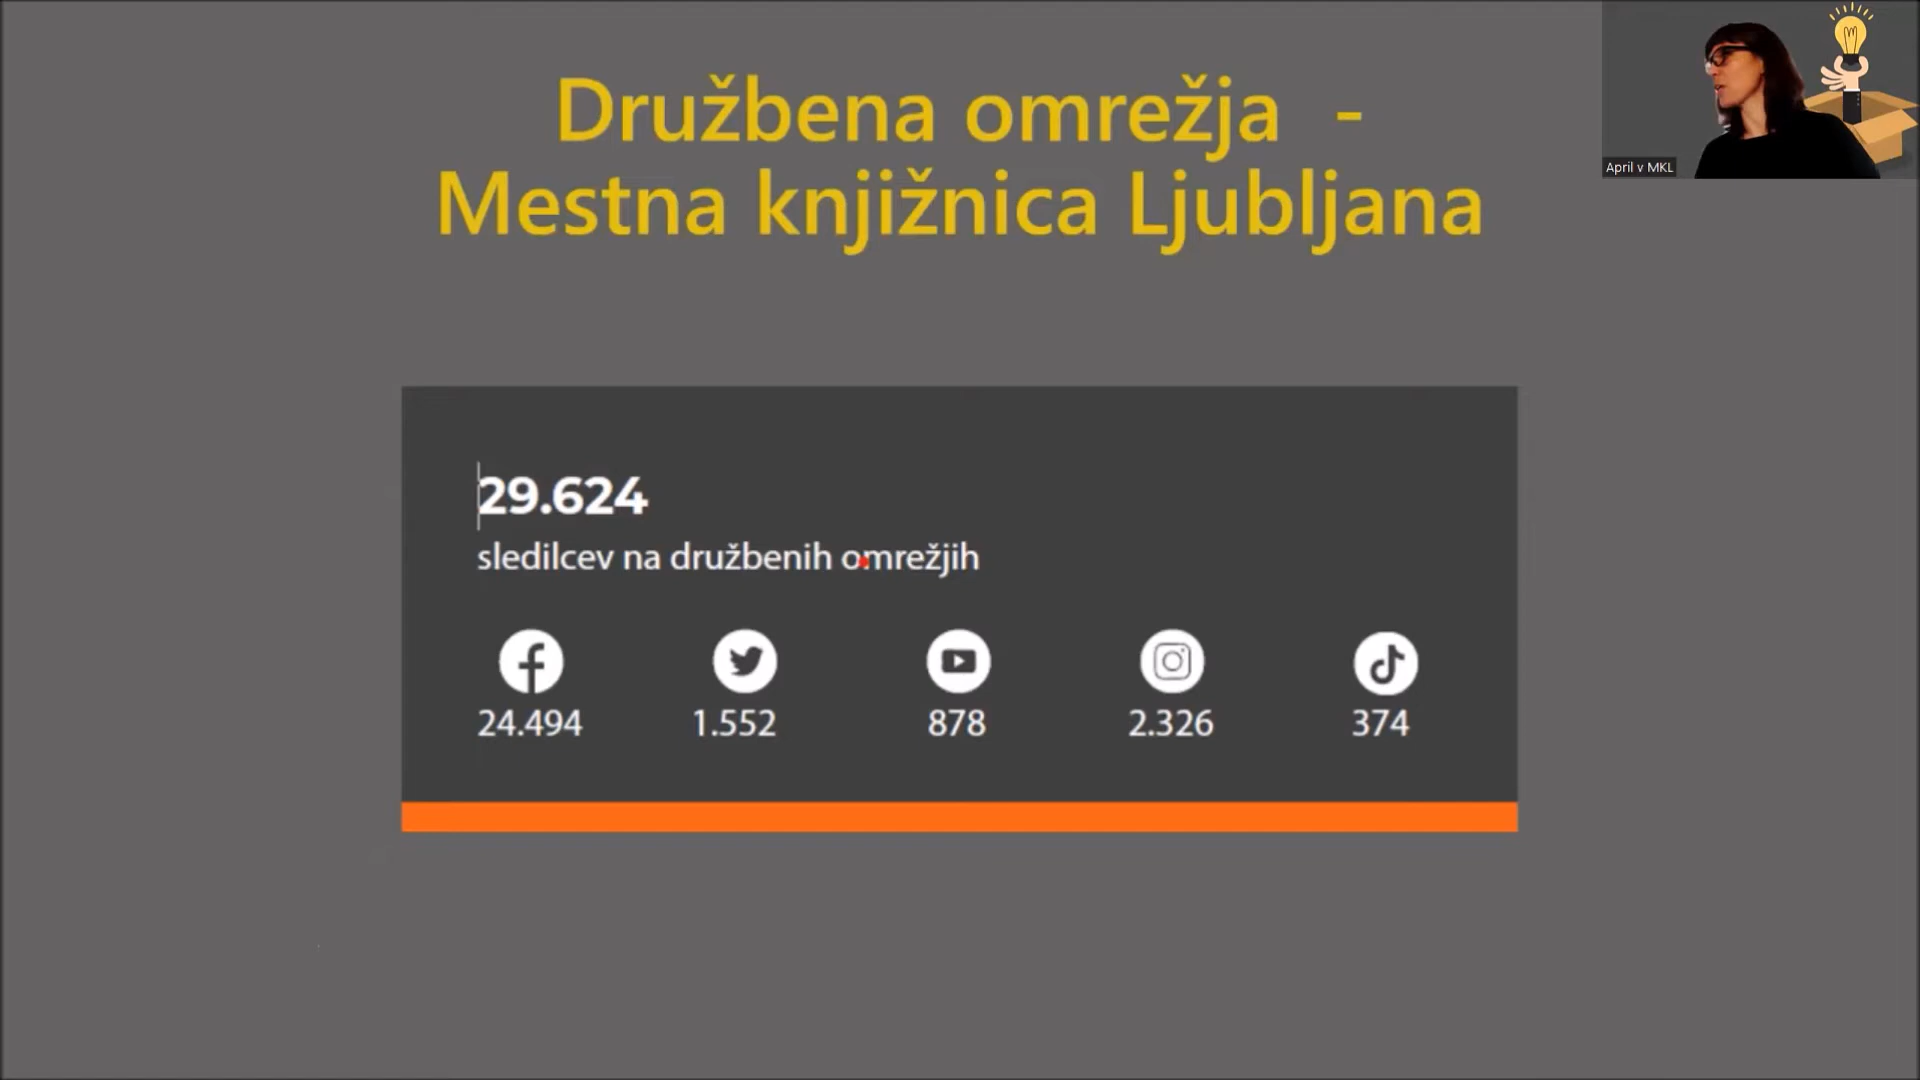 Družbena omrežja -
Mestna knjižnica Ljubljana
April v MKL
29.624
sledilcev na družbenih omrežjih
24.494 1.552 878 2.326 374